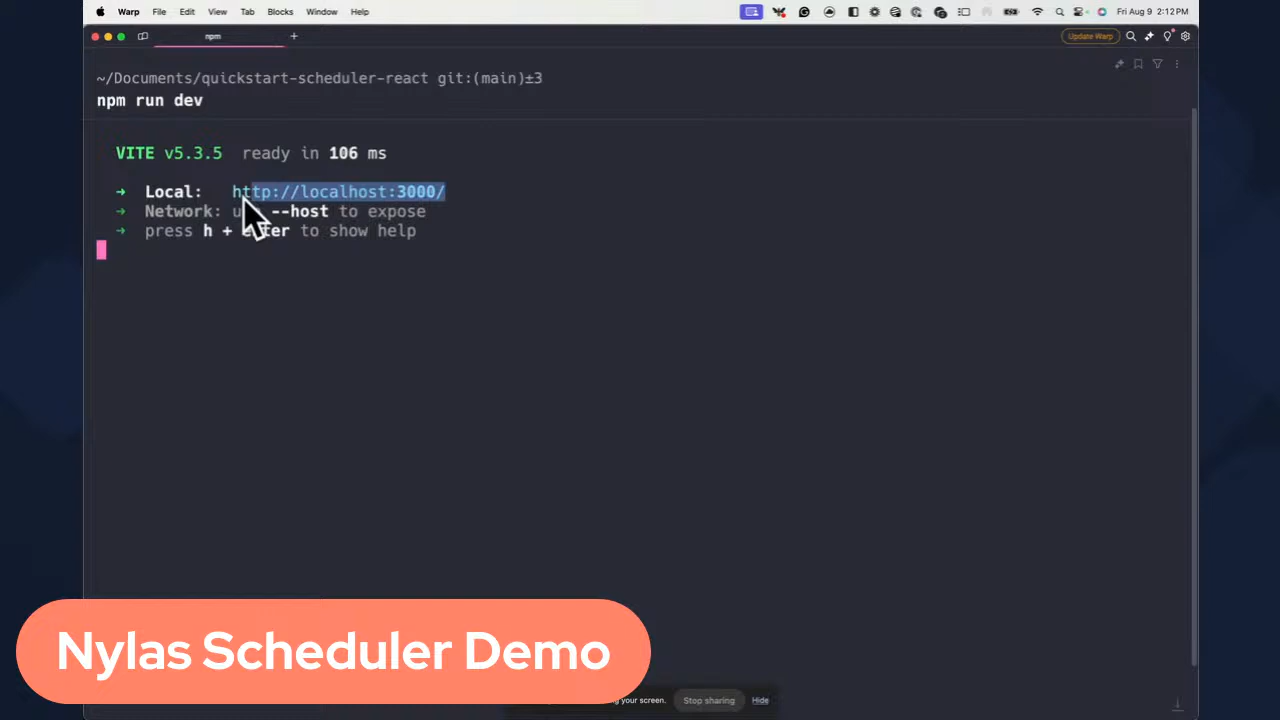 Warp File Edit View Tab Blocks Window Help
Fri Aug 9 2:12 PM
npm
Update Warp
~/Documents/quickstart-scheduler-react git:(main)±3
npm run dev
VITE v5.3.5 ready in 106 ms
➜ Local: http://localhost:3000/
➜ Network: --host to expose
➜ press h + to show help
Nylas Scheduler Demo
your screen. Stop sharing Hide